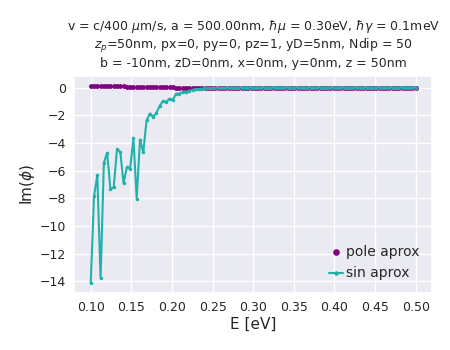 v = c/400 μm/s, a = 500.00nm, ħμ = 0.30eV, ħγ = 0.1meV
z_p=50nm, px=0, py=0, pz=1, yD=5nm, Ndip = 50
b = -10nm, zD=0nm, x=0nm, y=0nm, z = 50nm
Im(ϕ)
0
−2
−4
−6
−8
−10
−12
−14
pole aprox
sin aprox
0.10 0.15 0.20 0.25 0.30 0.35 0.40 0.45 0.50
E [eV]